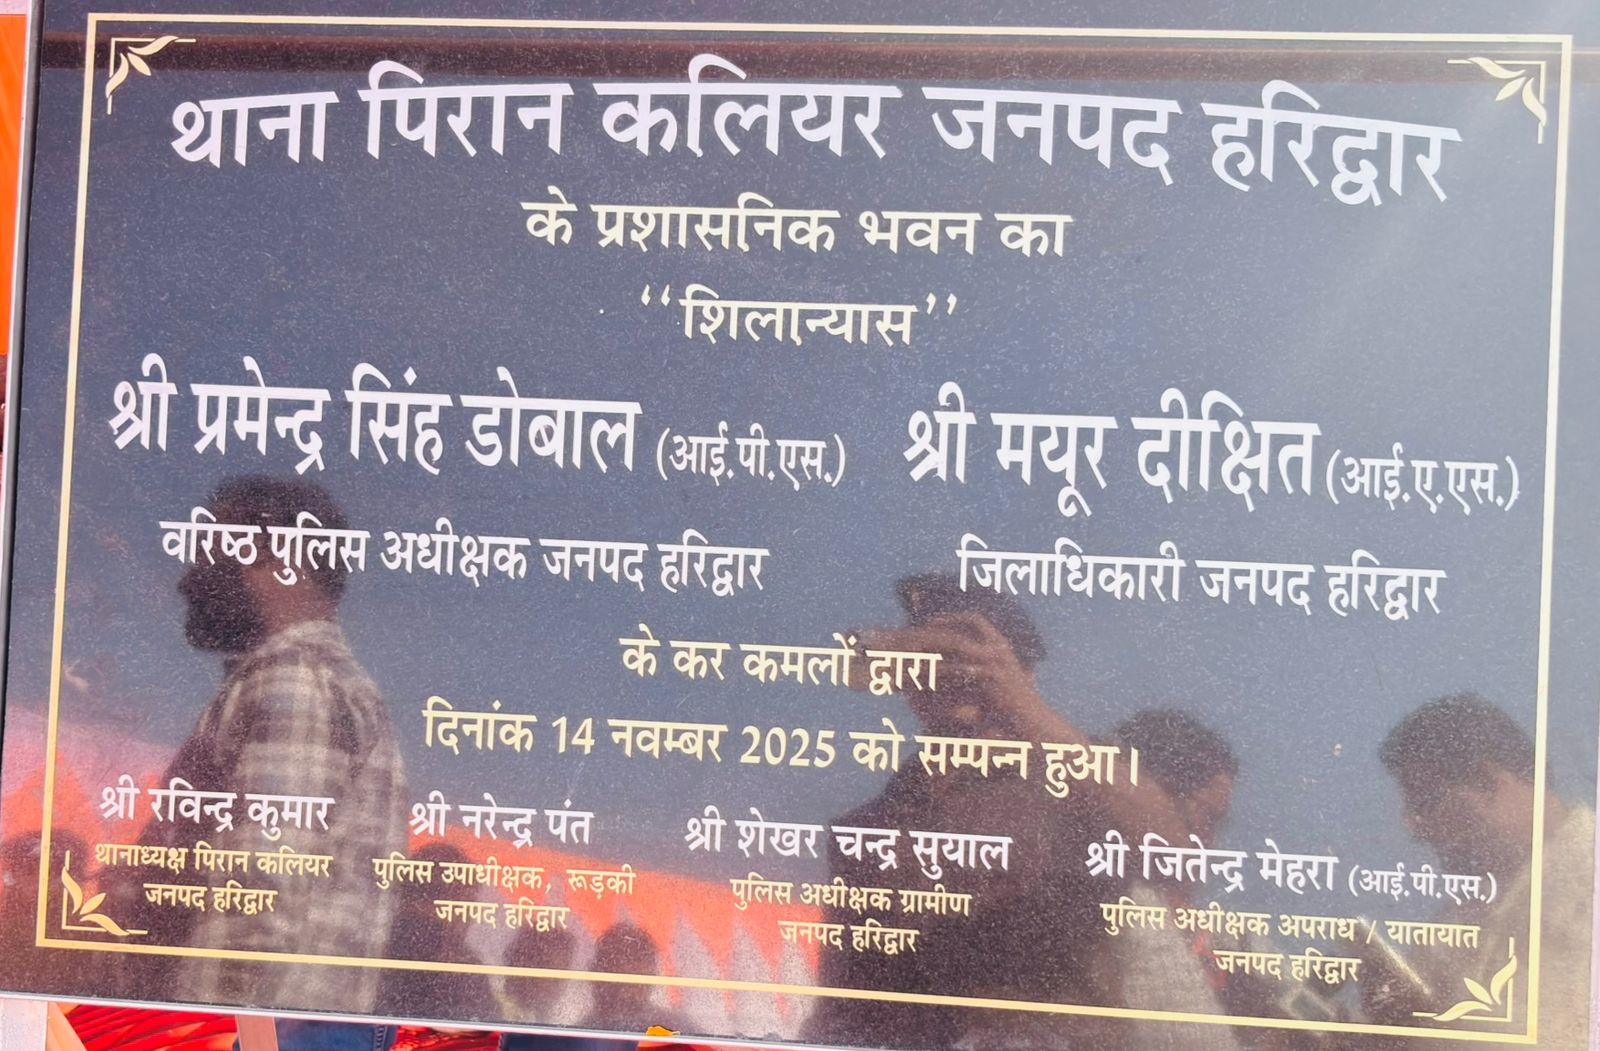 थाना पिरान कलियर जनपद हरिद्वार
के प्रशासनिक भवन का
‘‘शिलान्यास’’
श्री प्रमेन्द्र सिंह डोबाल (आई.पी.एस.) श्री मयूर दीक्षित (आई.ए.एस.)
वरिष्ठ पुलिस अधीक्षक जनपद हरिद्वार जिलाधिकारी जनपद हरिद्वार
के कर कमलों द्वारा
दिनांक 14 नवम्बर 2025 को सम्पन्न हुआ।
श्री रविन्द्र कुमार
थानाध्यक्ष पिरान कलियर
जनपद हरिद्वार
श्री नरेन्द्र पंत
पुलिस उपाधीक्षक, रूड़की
जनपद हरिद्वार
श्री शेखर चन्द्र सुयाल
पुलिस अधीक्षक ग्रामीण
जनपद हरिद्वार
श्री जितेन्द्र मेहरा (आई.पी.एस.)
पुलिस अधीक्षक अपराध / यातायात
जनपद हरिद्वार